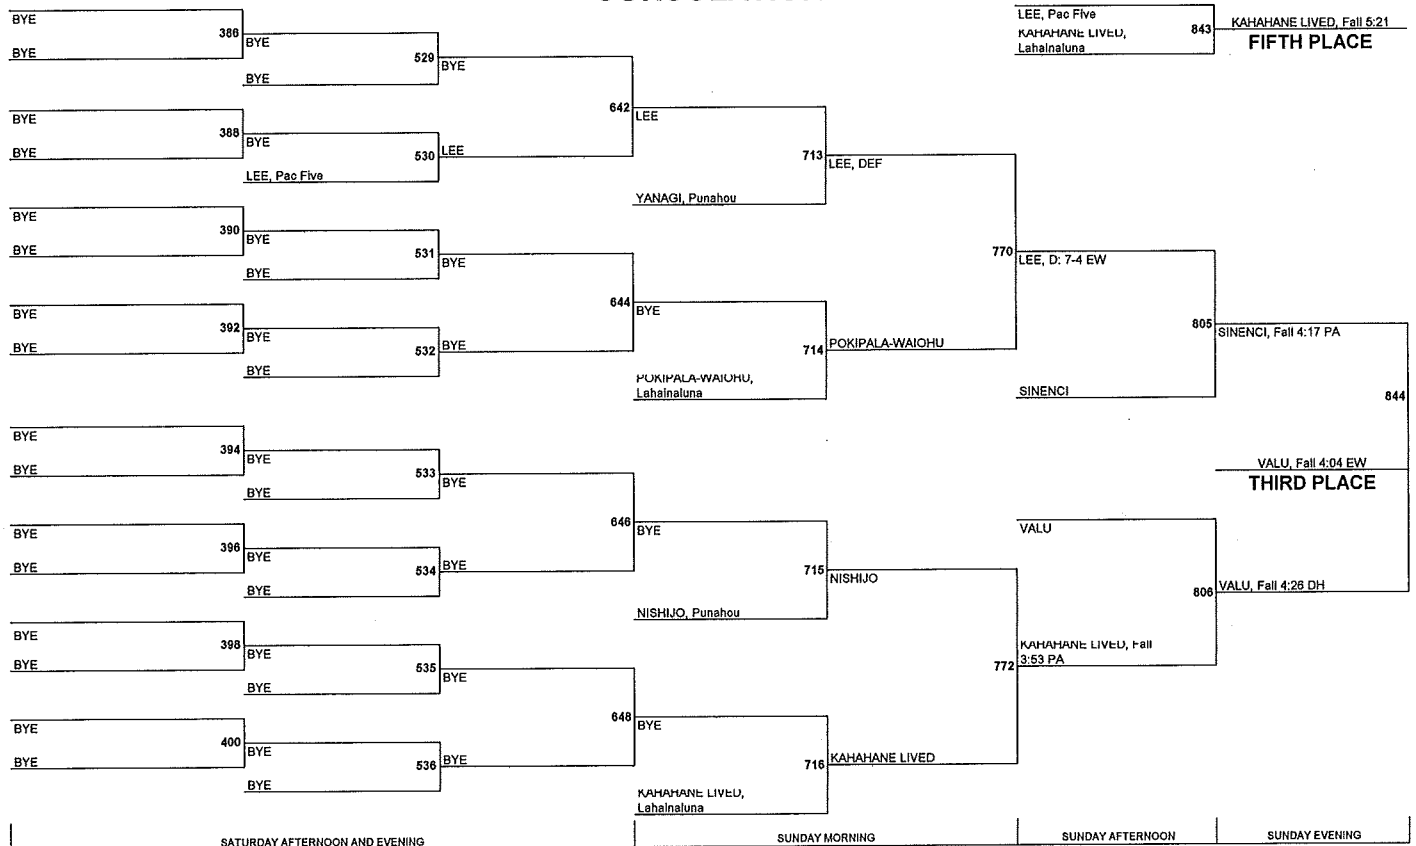 BYE
386
BYE
BYE
BYE
529
BYE
BYE
388
BYE
BYE
LEE, Pac Five
530
LEE
642
LEE
YANAGI, Punahou
713
LEE, DEF
BYE
390
BYE
BYE
BYE
531
BYE
BYE
392
BYE
BYE
BYE
532
BYE
644
BYE
POKIPALA-WAIOHU,
Lahainaluna
714
POKIPALA-WAIOHU
770
LEE, D: 7-4 EW
SINENCI
805
SINENCI, Fall 4:17 PA
BYE
394
BYE
BYE
BYE
533
BYE
BYE
396
BYE
BYE
BYE
534
BYE
646
BYE
NISHIJO, Punahou
715
NISHIJO
BYE
398
BYE
BYE
BYE
535
BYE
BYE
400
BYE
BYE
BYE
536
BYE
648
BYE
KAHAHANE LIVED,
Lahainaluna
716
KAHAHANE LIVED
772
KAHAHANE LIVED, Fall
3:53 PA
VALU
806
VALU, Fall 4:26 DH
844
VALU, Fall 4:04 EW
THIRD PLACE
LEE, Pac Five
KAHAHANE LIVED,
Lahainaluna
843
KAHAHANE LIVED, Fall 5:21
FIFTH PLACE
SATURDAY AFTERNOON AND EVENING
SUNDAY MORNING
SUNDAY AFTERNOON
SUNDAY EVENING